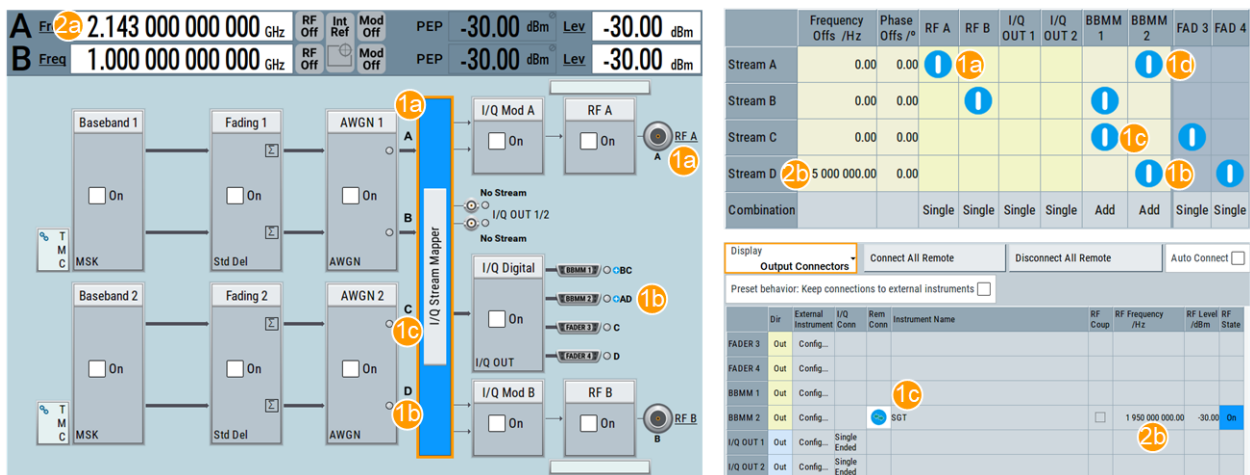 A Freq 2a 2.143 000 000 000 GHz RF Off Int Ref Mod Off PEP -30.00 dBm Lev -30.00 dBm
B Freq 1.000 000 000 000 GHz RF Off Mod Off PEP -30.00 dBm Lev -30.00 dBm
1a
Baseband 1 Fading 1 AWGN 1 I/Q Mod A RF A
A
On On On On On RF A
A
1a
No Stream
I/Q OUT 1/2
B
No Stream
T
M
C
MSK Std Del AWGN
I/Q Stream Mapper
I/Q Digital
BBMM 1 BC
BBMM 2 AD 1b
On
FADER 3 C
FADER 4 D
I/Q OUT
Baseband 2 Fading 2 AWGN 2
C
1c
On On On
D
1b
T
M
C
MSK Std Del AWGN
I/Q Mod B RF B
On On RF B
B
Frequency Offs /Hz Phase Offs /° RF A RF B I/Q OUT 1 I/Q OUT 2 BBMM 1 BBMM 2 FAD 3 FAD 4
Stream A 0.00 0.00 1a 1d
Stream B 0.00 0.00
Stream C 0.00 0.00 1c
Stream D 2b 5 000 000.00 0.00 1b
Combination Single Single Single Single Add Add Single Single
Display
Output Connectors
Connect All Remote
Disconnect All Remote
Auto Connect
Preset behavior: Keep connections to external instruments
Dir External Instrument I/Q Conn Rem Conn Instrument Name RF Coup RF Frequency /Hz RF Level /dBm RF State
FADER 3 Out Config...
FADER 4 Out Config...
BBMM 1 Out Config...
1c
BBMM 2 Out Config... SGT 1 950 000 000.00 -30.00 On
2b
I/Q OUT 1 Out Config... Single Ended
I/Q OUT 2 Out Config... Single Ended